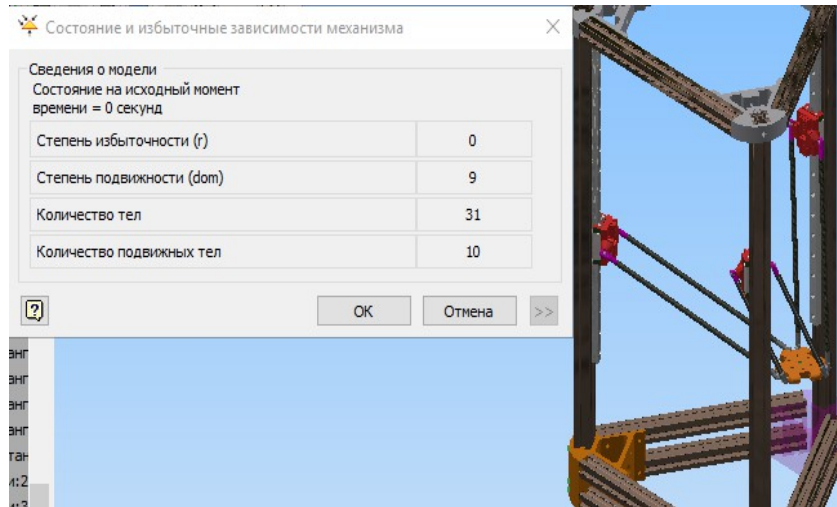 Состояние и избыточные зависимости механизма
Сведения о модели
Состояние на исходный момент
времени = 0 секунд
Степень избыточности (r) 0
Степень подвижности (dom) 9
Количество тел 31
Количество подвижных тел 10
ОК Отмена >>